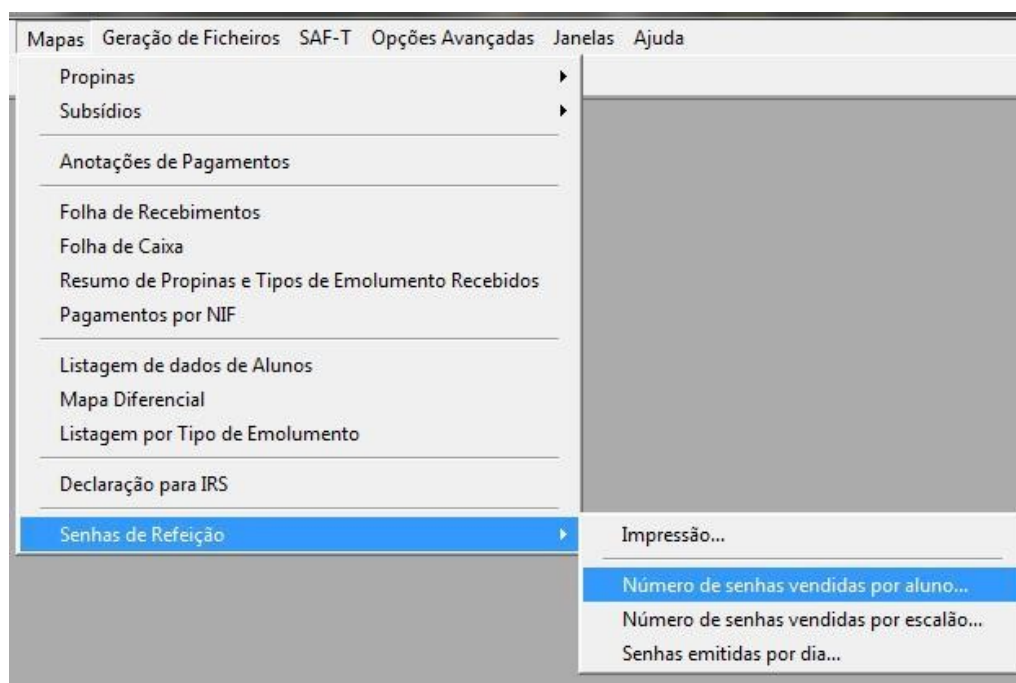 Mapas Geração de Ficheiros SAF-T Opções Avançadas Janelas Ajuda
Propinas
Subsídios
Anotações de Pagamentos
Folha de Recebimentos
Folha de Caixa
Resumo de Propinas e Tipos de Emolumento Recebidos
Pagamentos por NIF
Listagem de dados de Alunos
Mapa Diferencial
Listagem por Tipo de Emolumento
Declaração para IRS
Senhas de Refeição
Impressão...
Número de senhas vendidas por aluno...
Número de senhas vendidas por escalão...
Senhas emitidas por dia...